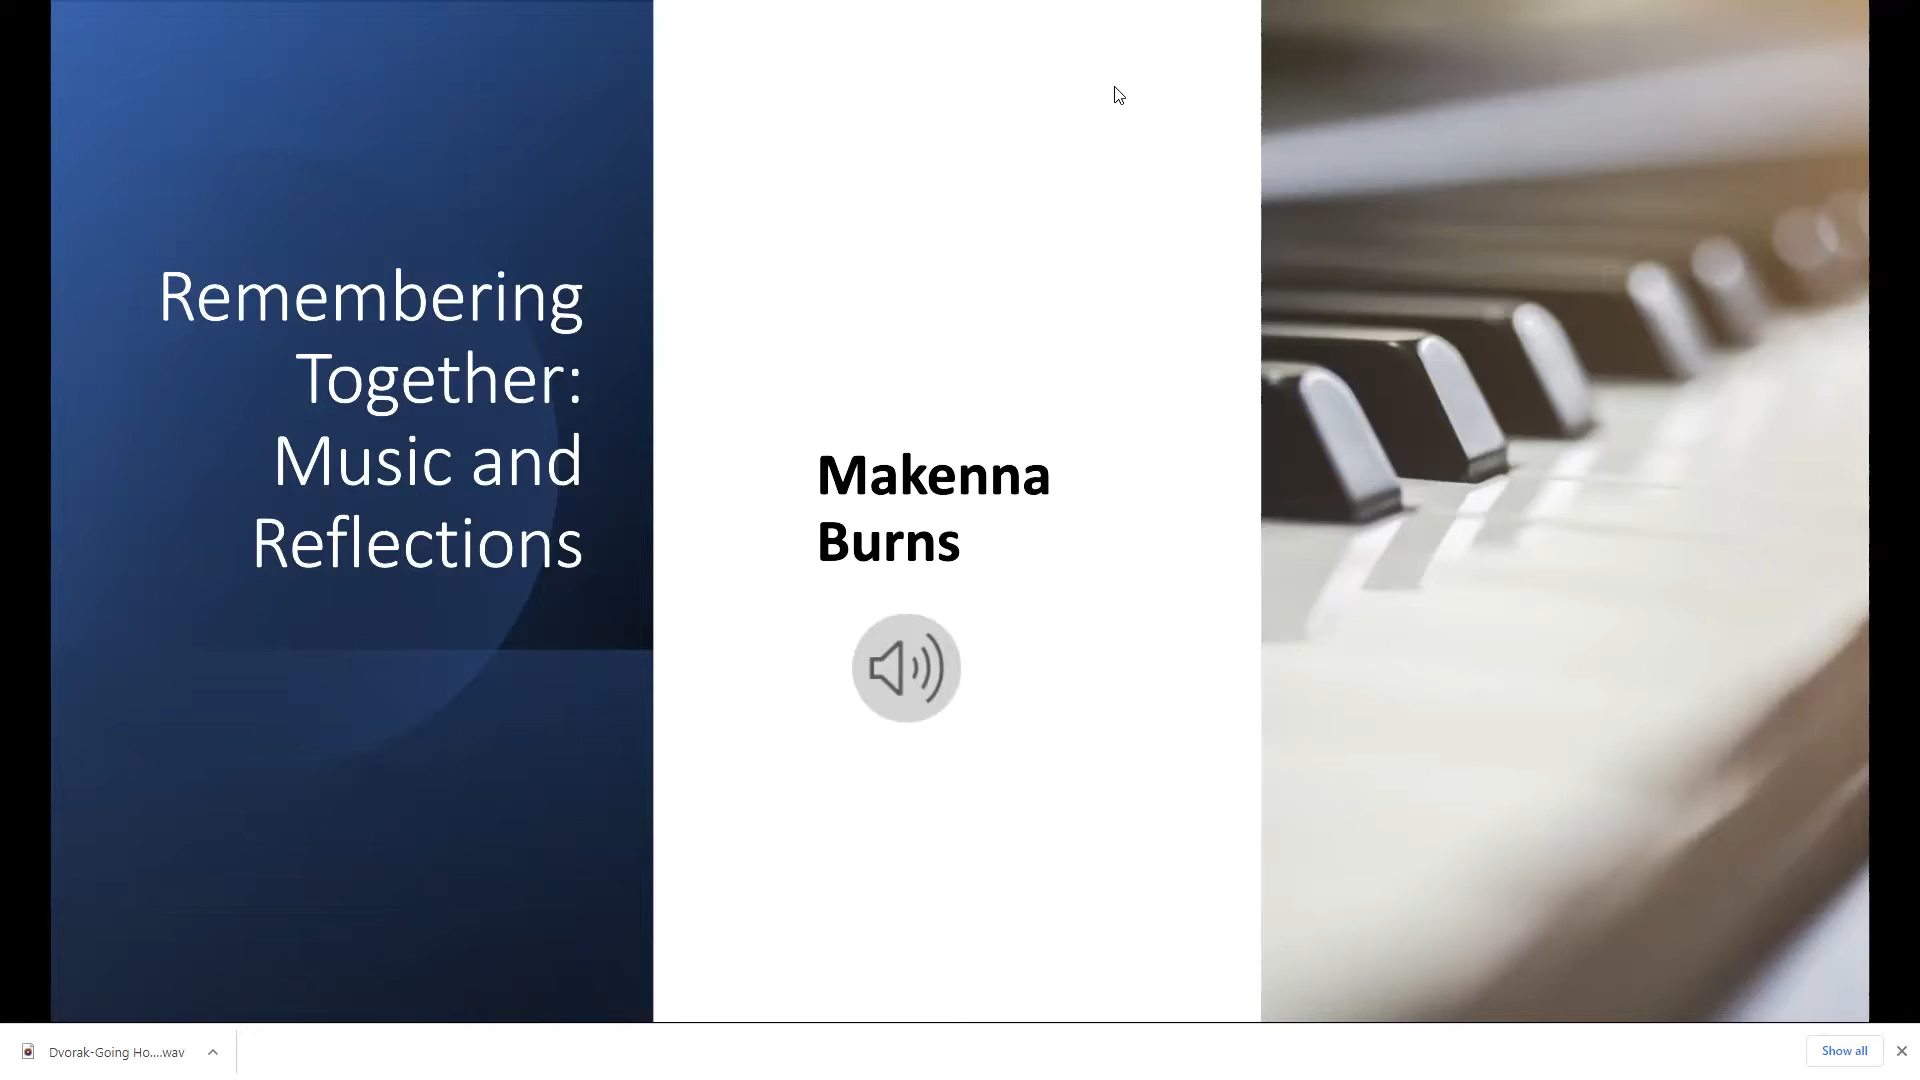 Remembering
Together:
Music and
Reflections
Makenna
Burns
Dvorak-Going Ho....wav
Show all